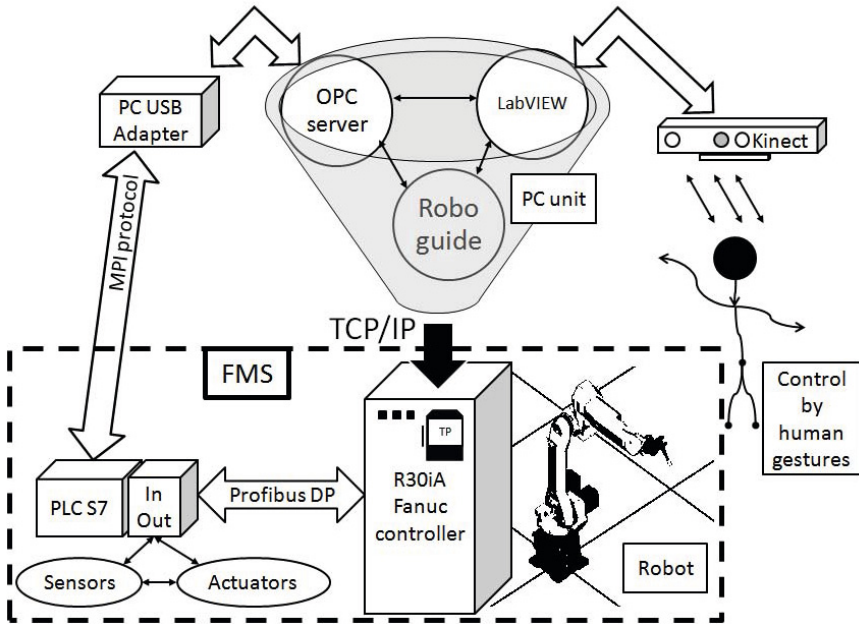 PC USB
Adapter
OPC
server
LabVIEW
Kinect
Robo
guide
PC unit
MPI protocol
TCP/IP
FMS
TP
Control
by
human
gestures
PLC S7
In
Out
Profibus DP
R30iA
Fanuc
controller
Sensors
Actuators
Robot